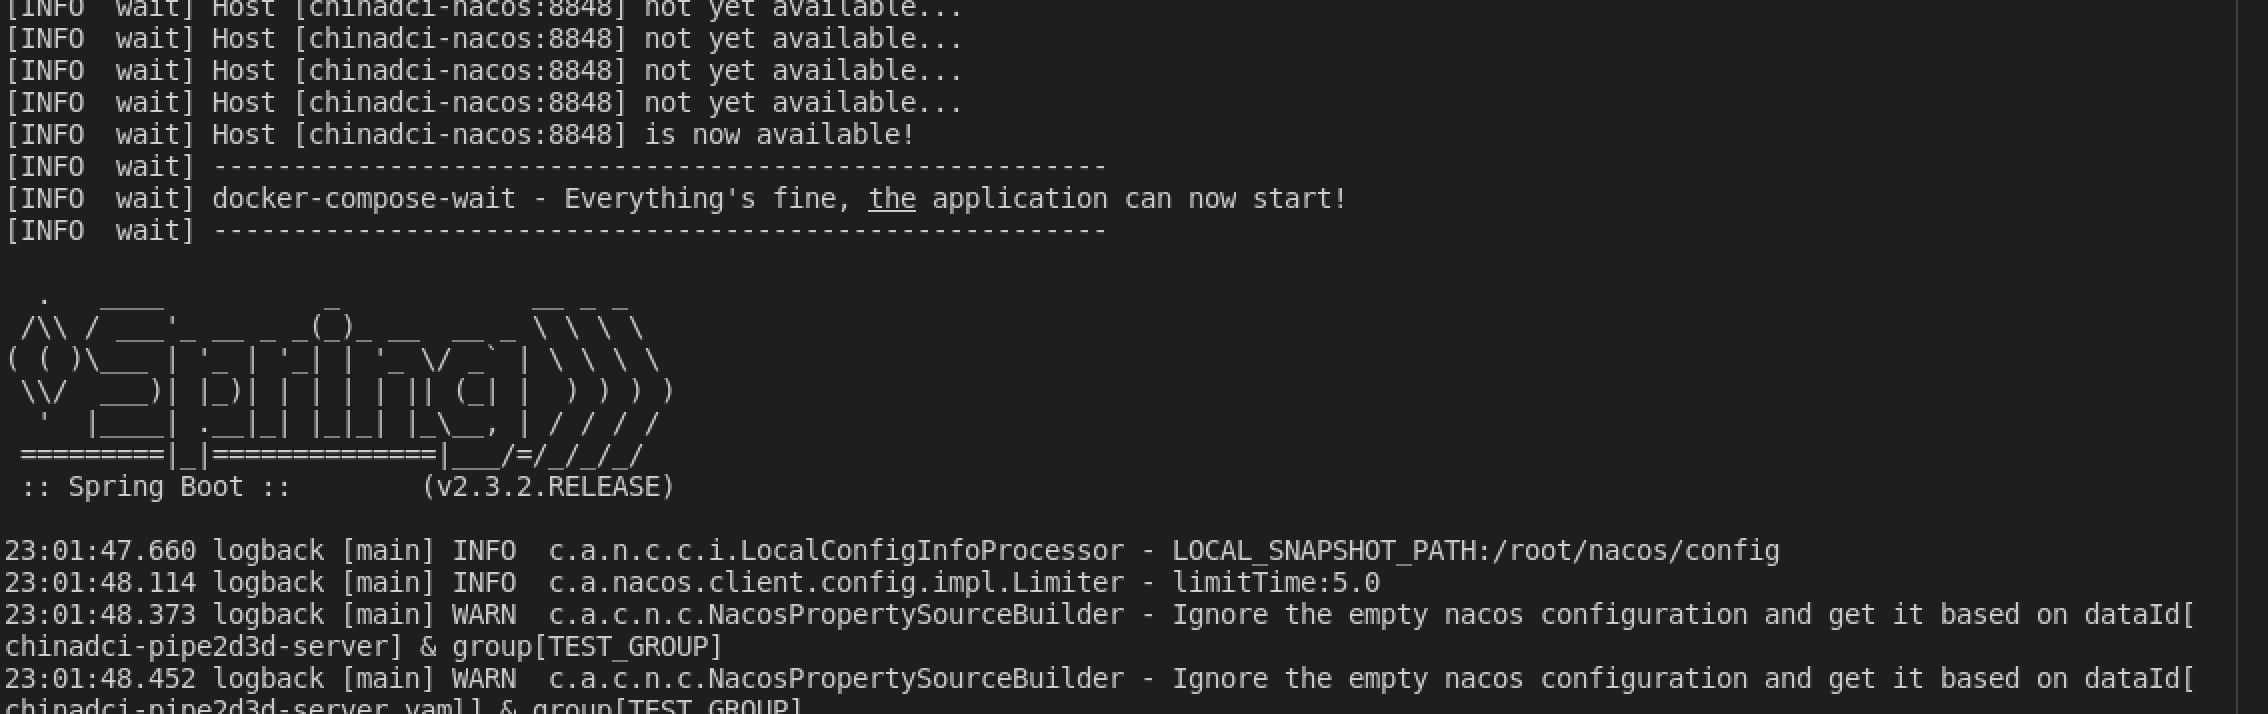 [INFO  wait] Host [chinadci-nacos:8848] not yet available...
[INFO  wait] Host [chinadci-nacos:8848] not yet available...
[INFO  wait] Host [chinadci-nacos:8848] not yet available...
[INFO  wait] Host [chinadci-nacos:8848] not yet available...
[INFO  wait] Host [chinadci-nacos:8848] is now available!
[INFO  wait] --------------------------------------------------------
[INFO  wait] docker-compose-wait - Everything's fine, the application can now start!
[INFO  wait] --------------------------------------------------------
  .   ____          _            __ _ _
 /\\ / ___'_ __ _ _(_)_ __  __ _ \ \ \ \
( ( )\___ | '_ | '_| | '_ \/ _` | \ \ \ \
 \\/  ___)| |_)| | | | | || (_| |  ) ) ) )
  '  |____| .__|_| |_|_| |_\__, | / / / /
 =========|_|==============|___/=/_/_/_/
 :: Spring Boot ::        (v2.3.2.RELEASE)
23:01:47.660 logback [main] INFO  c.a.n.c.c.i.LocalConfigInfoProcessor - LOCAL_SNAPSHOT_PATH:/root/nacos/config
23:01:48.114 logback [main] INFO  c.a.nacos.client.config.impl.Limiter - limitTime:5.0
23:01:48.373 logback [main] WARN  c.a.c.n.c.NacosPropertySourceBuilder - Ignore the empty nacos configuration and get it based on dataId[
chinadci-pipe2d3d-server] & group[TEST_GROUP]
23:01:48.452 logback [main] WARN  c.a.c.n.c.NacosPropertySourceBuilder - Ignore the empty nacos configuration and get it based on dataId[
chinadci-pipe2d3d-server.yaml] & group[TEST_GROUP]